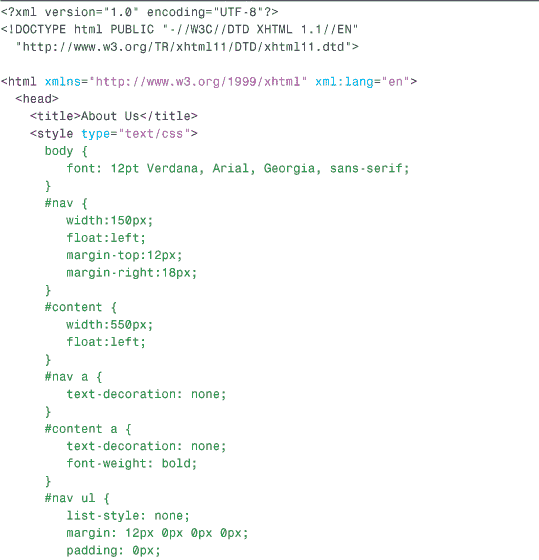 <?xml version="1.0" encoding="UTF-8"?>
<!DOCTYPE html PUBLIC "-//W3C//DTD XHTML 1.1//EN"
  "http://www.w3.org/TR/xhtml11/DTD/xhtml11.dtd">

<html xmlns="http://www.w3.org/1999/xhtml" xml:lang="en">
  <head>
    <title>About Us</title>
    <style type="text/css">
      body {
         font: 12pt Verdana, Arial, Georgia, sans-serif;
      }
      #nav {
         width:150px;
         float:left;
         margin-top:12px;
         margin-right:18px;
      }
      #content {
         width:550px;
         float:left;
      }
      #nav a {
         text-decoration: none;
      }
      #content a {
         text-decoration: none;
         font-weight: bold;
      }
      #nav ul {
         list-style: none;
         margin: 12px 0px 0px 0px;
         padding: 0px;